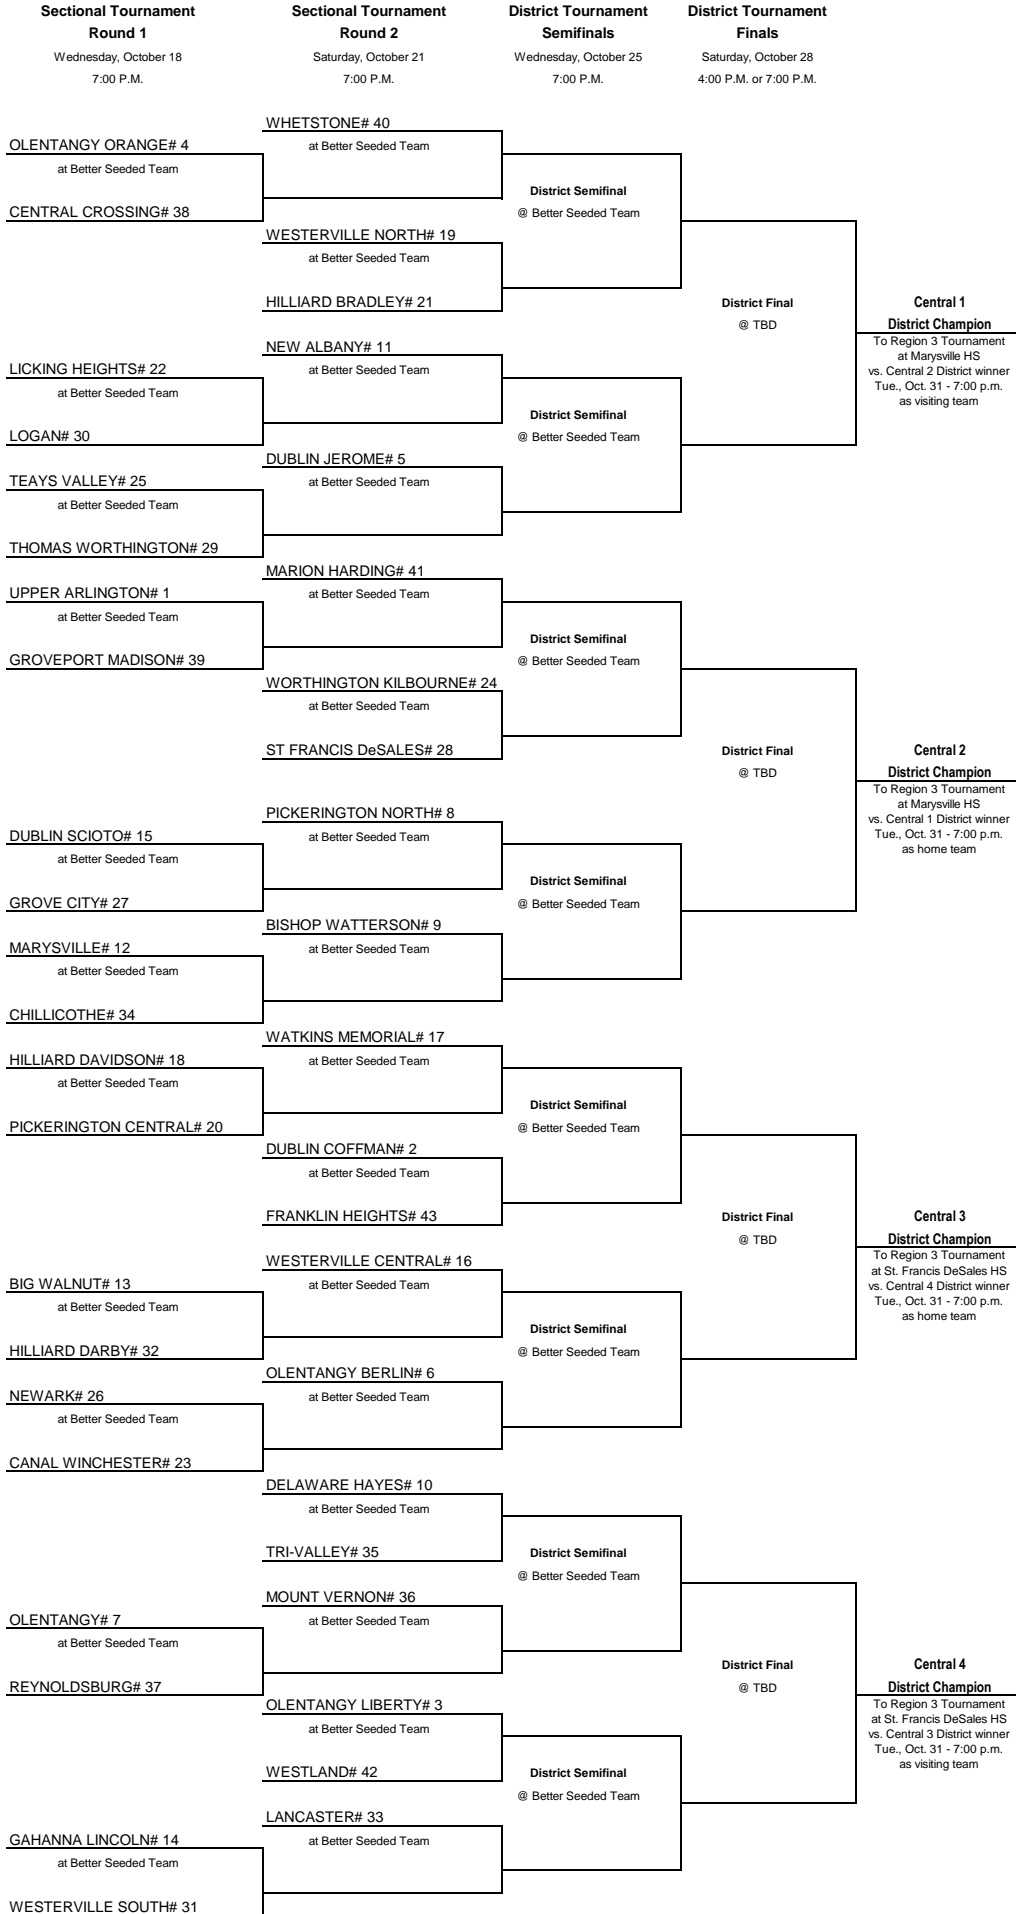 Sectional Tournament
Round 1
Wednesday, October 18
7:00 P.M.
Sectional Tournament
Round 2
Saturday, October 21
7:00 P.M.
District Tournament
Semifinals
Wednesday, October 25
7:00 P.M.
District Tournament
Finals
Saturday, October 28
4:00 P.M. or 7:00 P.M.
OLENTANGY ORANGE# 4
at Better Seeded Team
CENTRAL CROSSING# 38
LICKING HEIGHTS# 22
at Better Seeded Team
LOGAN# 30
TEAYS VALLEY# 25
at Better Seeded Team
THOMAS WORTHINGTON# 29
UPPER ARLINGTON# 1
at Better Seeded Team
GROVEPORT MADISON# 39
DUBLIN SCIOTO# 15
at Better Seeded Team
GROVE CITY# 27
MARYSVILLE# 12
at Better Seeded Team
CHILLICOTHE# 34
HILLIARD DAVIDSON# 18
at Better Seeded Team
PICKERINGTON CENTRAL# 20
BIG WALNUT# 13
at Better Seeded Team
HILLIARD DARBY# 32
NEWARK# 26
at Better Seeded Team
CANAL WINCHESTER# 23
OLENTANGY# 7
at Better Seeded Team
REYNOLDSBURG# 37
GAHANNA LINCOLN# 14
at Better Seeded Team
WESTERVILLE SOUTH# 31
WHETSTONE# 40
at Better Seeded Team
WESTERVILLE NORTH# 19
at Better Seeded Team
HILLIARD BRADLEY# 21
NEW ALBANY# 11
at Better Seeded Team
DUBLIN JEROME# 5
at Better Seeded Team
MARION HARDING# 41
at Better Seeded Team
WORTHINGTON KILBOURNE# 24
at Better Seeded Team
ST FRANCIS DeSALES# 28
PICKERINGTON NORTH# 8
at Better Seeded Team
BISHOP WATTERSON# 9
at Better Seeded Team
WATKINS MEMORIAL# 17
at Better Seeded Team
DUBLIN COFFMAN# 2
at Better Seeded Team
FRANKLIN HEIGHTS# 43
WESTERVILLE CENTRAL# 16
at Better Seeded Team
OLENTANGY BERLIN# 6
at Better Seeded Team
DELAWARE HAYES# 10
at Better Seeded Team
TRI-VALLEY# 35
MOUNT VERNON# 36
at Better Seeded Team
OLENTANGY LIBERTY# 3
at Better Seeded Team
WESTLAND# 42
LANCASTER# 33
at Better Seeded Team
District Semifinal
@ Better Seeded Team
District Semifinal
@ Better Seeded Team
District Semifinal
@ Better Seeded Team
District Semifinal
@ Better Seeded Team
District Semifinal
@ Better Seeded Team
District Semifinal
@ Better Seeded Team
District Semifinal
@ Better Seeded Team
District Semifinal
@ Better Seeded Team
District Final
@ TBD
District Final
@ TBD
District Final
@ TBD
District Final
@ TBD
Central 1
District Champion
To Region 3 Tournament
at Marysville HS
vs. Central 2 District winner
Tue., Oct. 31 - 7:00 p.m.
as visiting team
Central 2
District Champion
To Region 3 Tournament
at Marysville HS
vs. Central 1 District winner
Tue., Oct. 31 - 7:00 p.m.
as home team
Central 3
District Champion
To Region 3 Tournament
at St. Francis DeSales HS
vs. Central 4 District winner
Tue., Oct. 31 - 7:00 p.m.
as home team
Central 4
District Champion
To Region 3 Tournament
at St. Francis DeSales HS
vs. Central 3 District winner
Tue., Oct. 31 - 7:00 p.m.
as visiting team